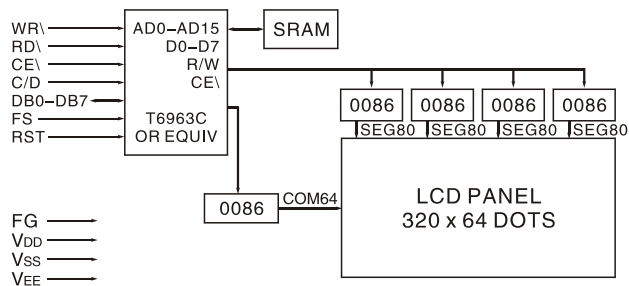 WR\
RD\
CE\
C/D
DB0-DB7
FS
RST
AD0-AD15
D0-D7
R/W
CE\
T6963C
OR EQUIV
SRAM
0086
0086
0086
0086
SEG80
SEG80
SEG80
SEG80
0086
COM64
LCD PANEL
320 x 64 DOTS
FG
VDD
VSS
VEE